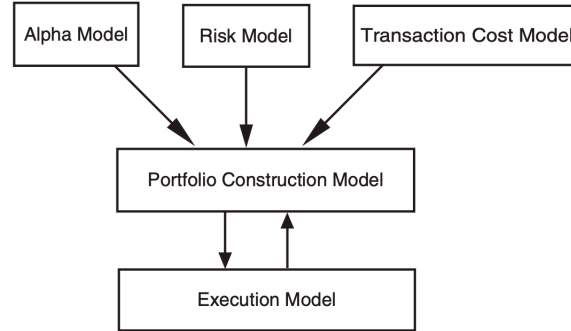 Alpha Model
Risk Model
Transaction Cost Model
Portfolio Construction Model
Execution Model